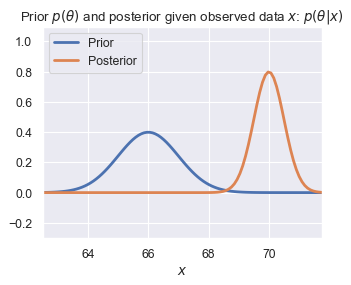 Prior p(θ) and posterior given observed data x: p(θ|x)
Prior
Posterior
1.0
0.8
0.6
0.4
0.2
0.0
−0.2
64
66
68
70
x